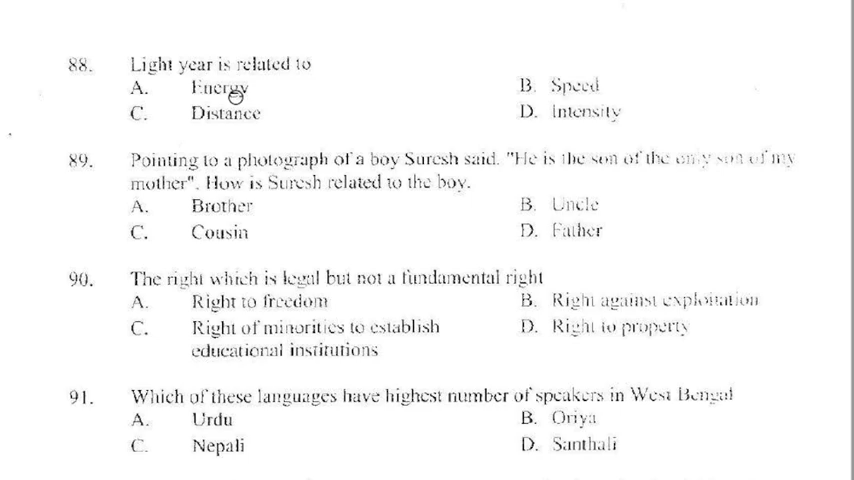 88. Light year is related to
A. Energy B. Speed
C. Distance D. Intensity
89. Pointing to a photograph of a boy Suresh said. "He is the son of the only son of my
mother". How is Suresh related to the boy.
A. Brother B. Uncle
C. Cousin D. Father
90. The right which is legal but not a fundamental right
A. Right to freedom B. Right against exploitation
C. Right of minorities to establish D. Right to property
educational institutions
91. Which of these languages have highest number of speakers in West Bengal
A. Urdu B. Oriya
C. Nepali D. Santhali